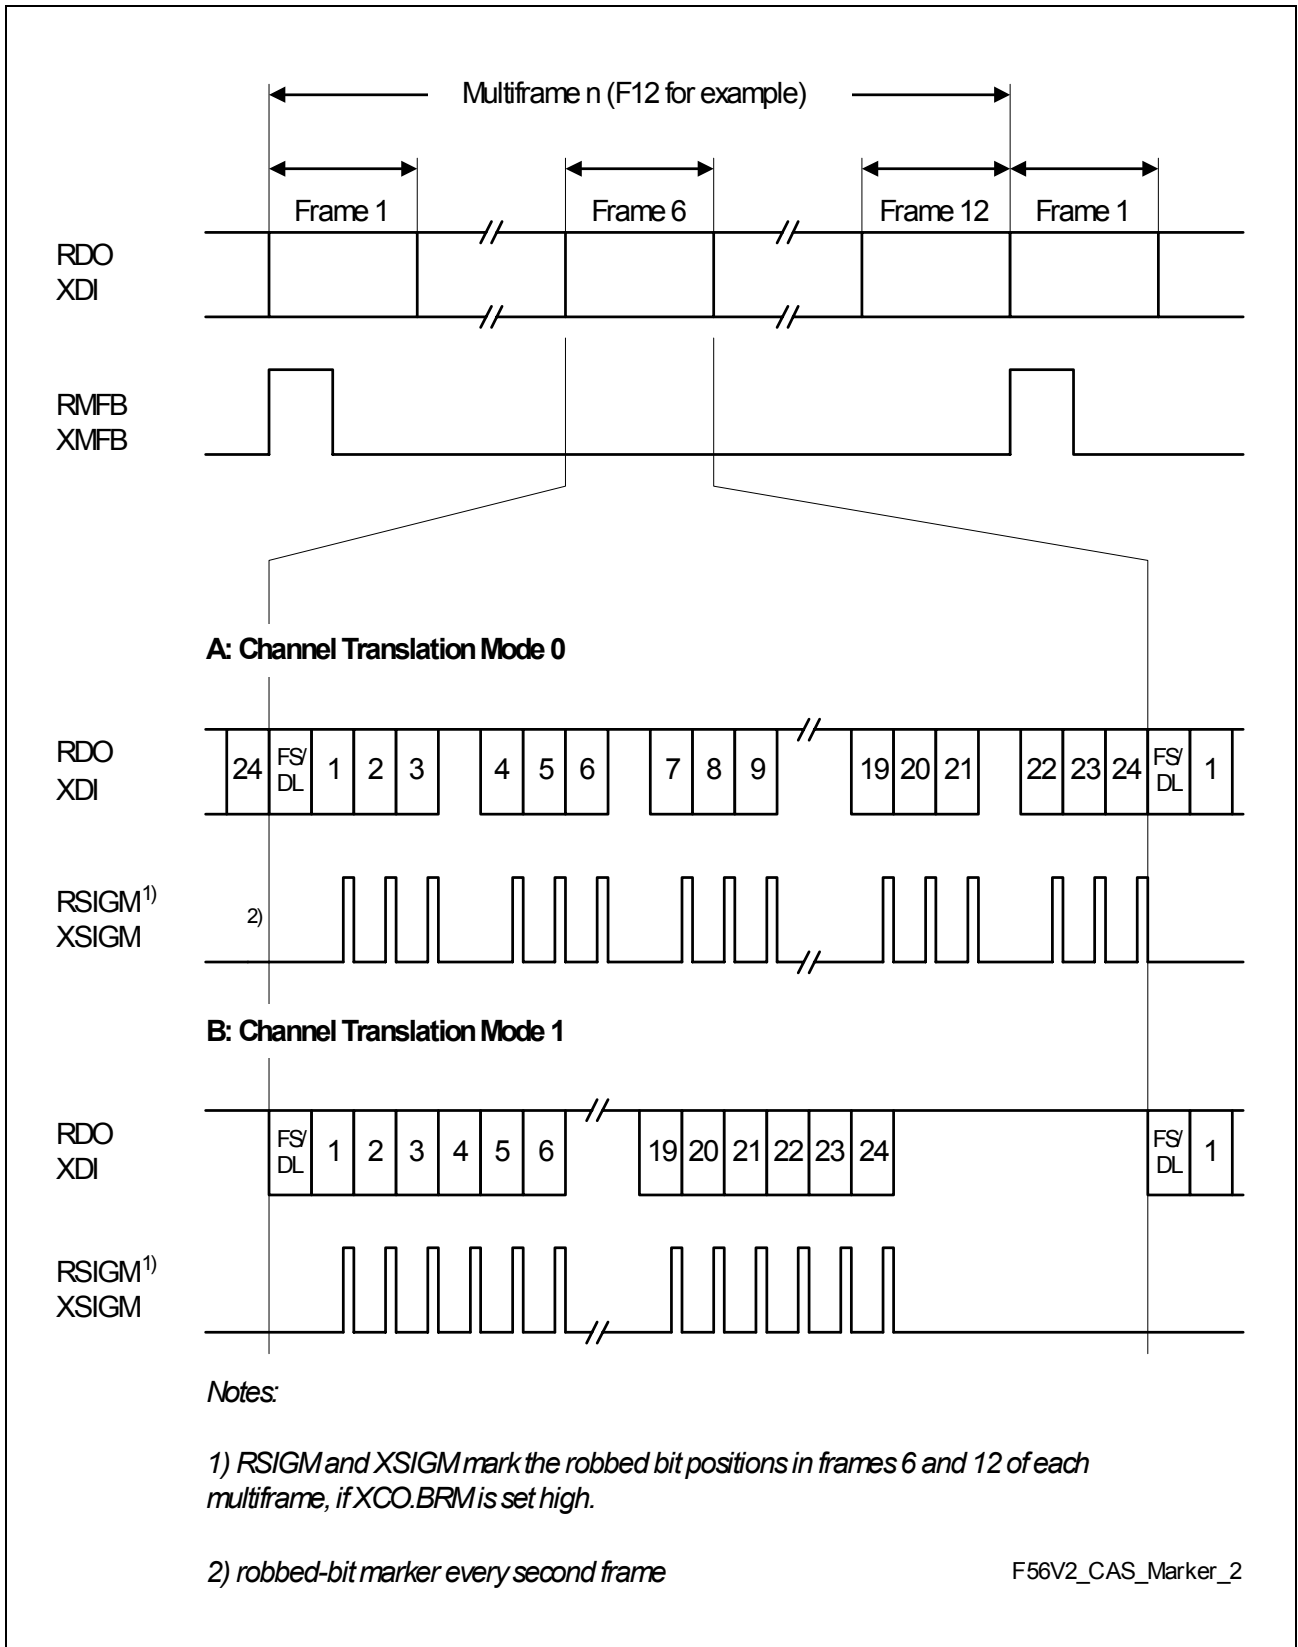 Multiframe n (F12 for example)
Frame 1 Frame 6 Frame 12 Frame 1
RDO
XDI
RMFB
XMFB
A: Channel Translation Mode 0
RDO
XDI
24 FS/DL 1 2 3 4 5 6 7 8 9 19 20 21 22 23 24 FS/DL 1
RSIGM1)
XSIGM
2)
B: Channel Translation Mode 1
RDO
XDI
FS/DL 1 2 3 4 5 6 19 20 21 22 23 24 FS/DL 1
RSIGM1)
XSIGM
Notes:
1) RSIGM and XSIGM mark the robbed bit positions in frames 6 and 12 of each
multiframe, if XCO.BRM is set high.
2) robbed-bit marker every second frame
F56V2_CAS_Marker_2